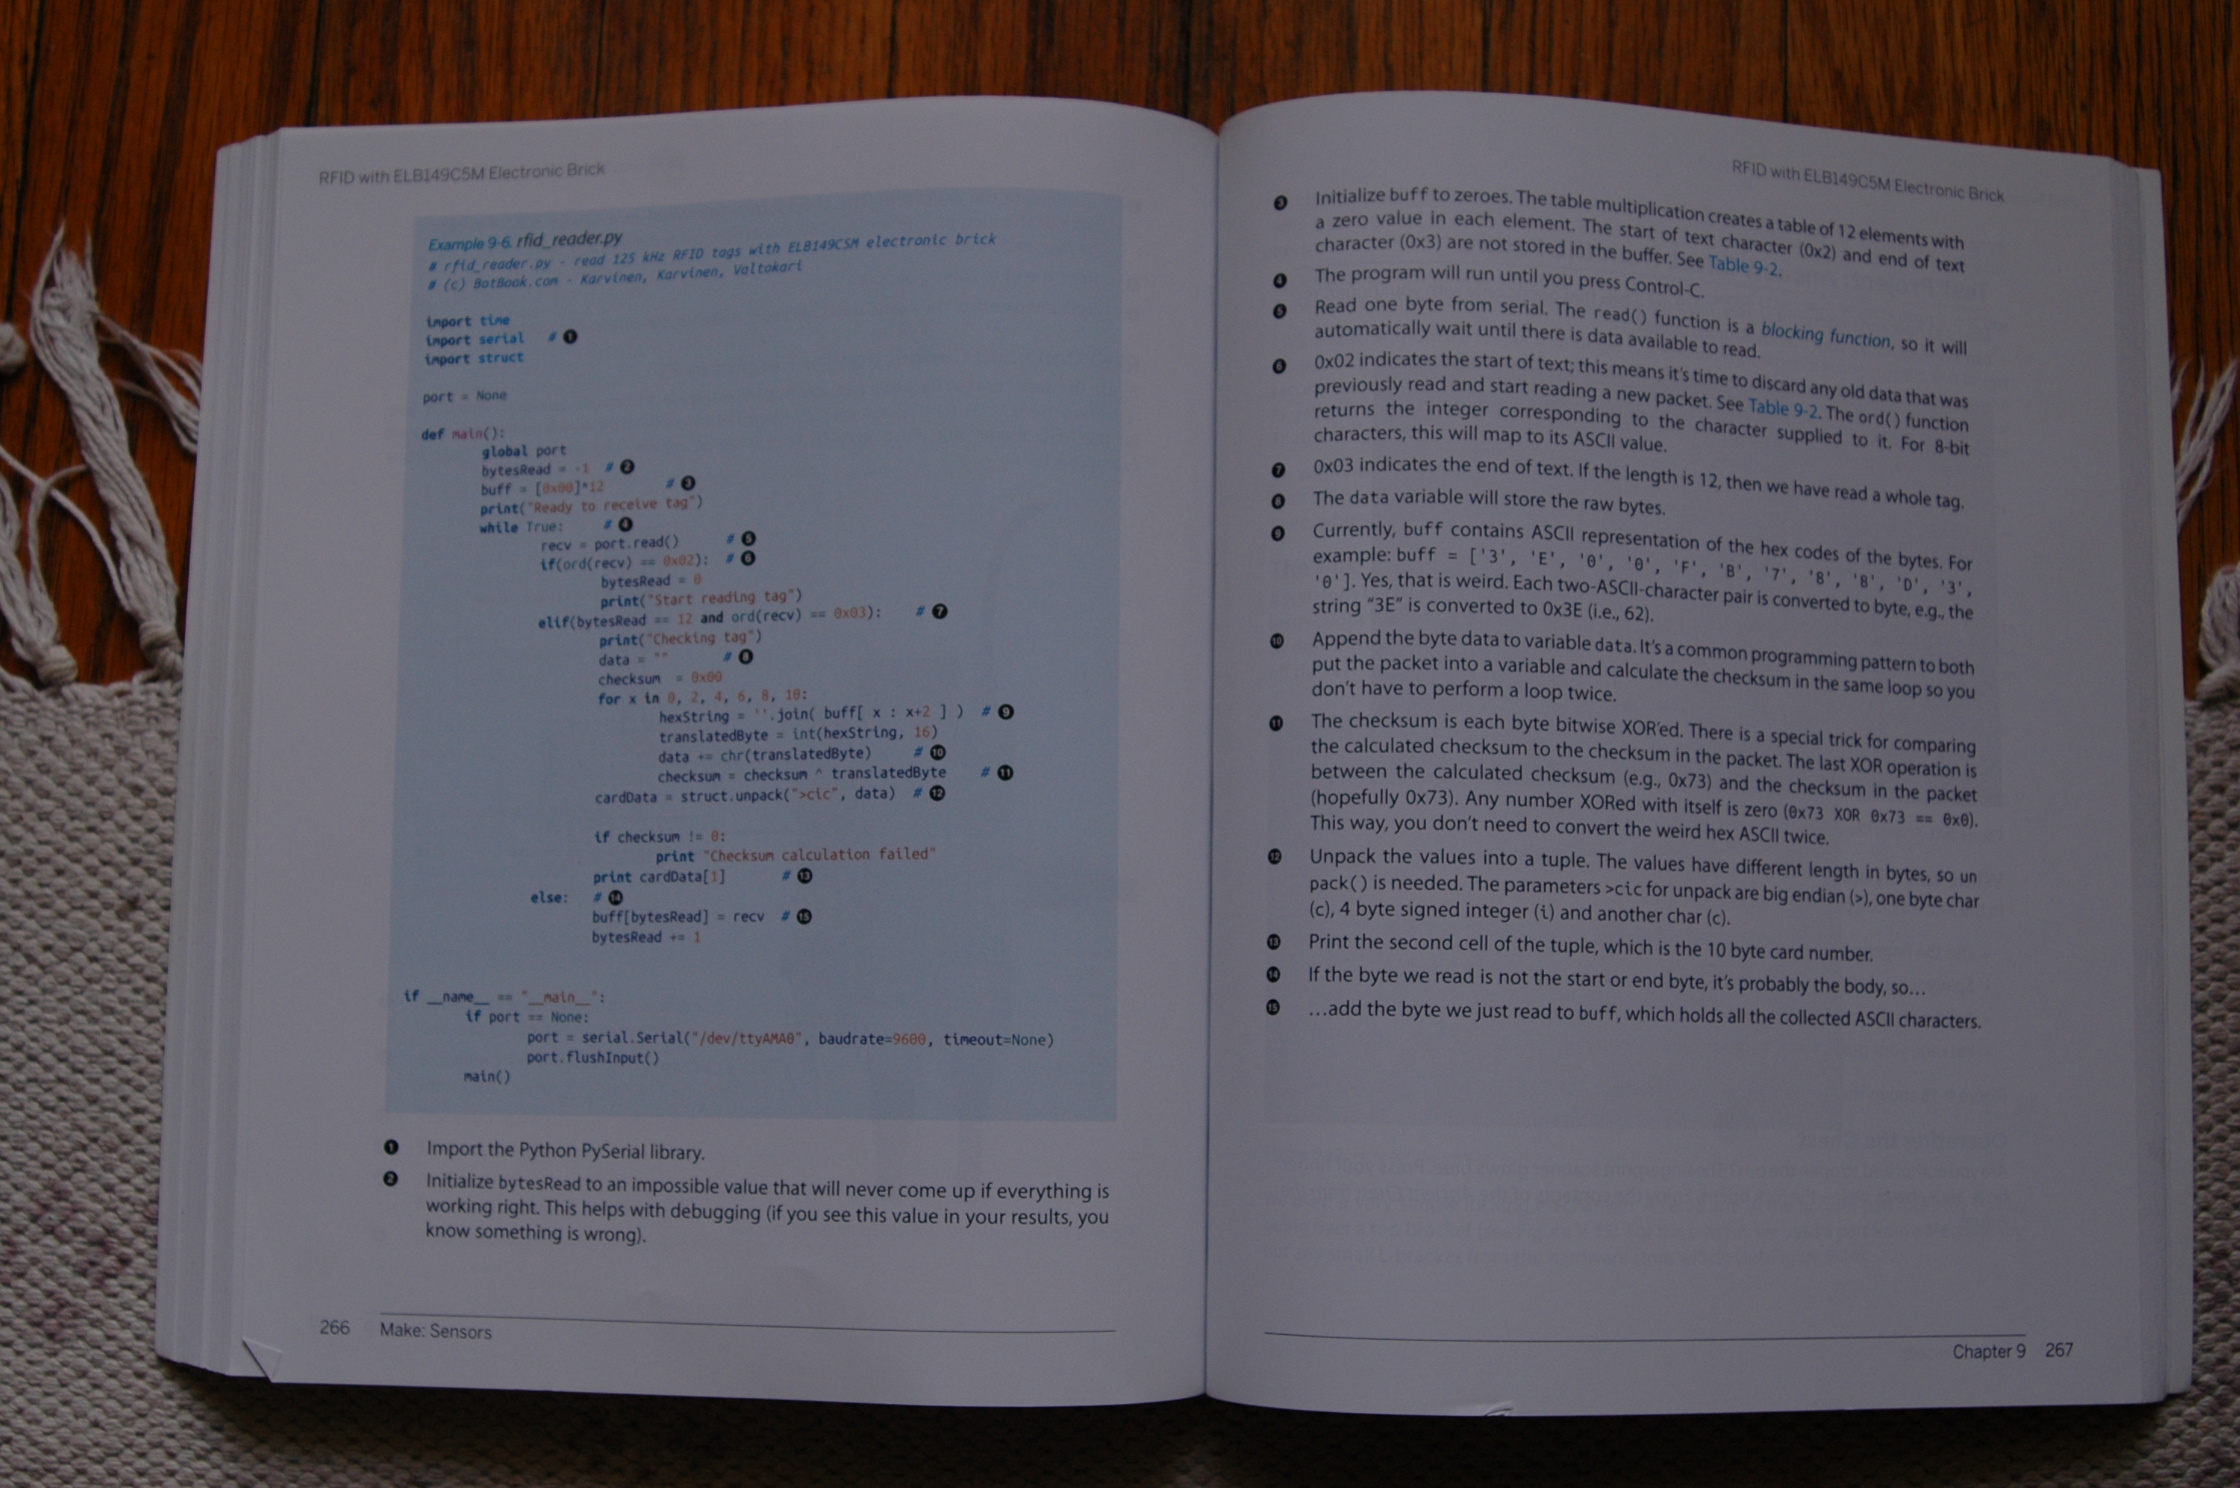 RFID with ELB149C5M Electronic Brick
Example 9-6. rfid_reader.py
# rfid_reader.py - read 125 kHz RFID tags with ELB149C5M electronic brick
# (c) BotBook.com - Karvinen, Karvinen, Valtokari
import time
import serial # ❶
import struct
port = None
def main():
global port
bytesRead = -1 # ❷
buff = [0x00]*12 # ❸
print("Ready to receive tag")
while True: # ❹
recv = port.read() # ❺
if(ord(recv) == 0x02): # ❻
bytesRead = 0
print("Start reading tag")
elif(bytesRead == 12 and ord(recv) == 0x03): # ❼
print("Checking tag")
data = "" # ❽
checksum = 0x00
for x in 0, 2, 4, 6, 8, 10:
hexString = ''.join( buff[ x : x+2 ] ) # ❾
translatedByte = int(hexString, 16)
data += chr(translatedByte) # ❿
checksum = checksum ^ translatedByte # ⓫
cardData = struct.unpack(">cic", data) # ⓬
if checksum != 0:
print "Checksum calculation failed"
print cardData[1] # ⓭
else: # ⓮
buff[bytesRead] = recv # ⓯
bytesRead += 1
if __name__ == "__main__":
if port == None:
port = serial.Serial("/dev/ttyAMA0", baudrate=9600, timeout=None)
port.flushInput()
main()
❶ Import the Python PySerial library.
❷ Initialize bytesRead to an impossible value that will never come up if everything is
working right. This helps with debugging (if you see this value in your results, you
know something is wrong).
266 Make: Sensors
RFID with ELB149C5M Electronic Brick
❸ Initialize buff to zeroes. The table multiplication creates a table of 12 elements with
a zero value in each element. The start of text character (0x2) and end of text
character (0x3) are not stored in the buffer. See Table 9-2.
❹ The program will run until you press Control-C.
❺ Read one byte from serial. The read() function is a blocking function, so it will
automatically wait until there is data available to read.
❻ 0x02 indicates the start of text; this means it's time to discard any old data that was
previously read and start reading a new packet. See Table 9-2. The ord() function
returns the integer corresponding to the character supplied to it. For 8-bit
characters, this will map to its ASCII value.
❼ 0x03 indicates the end of text. If the length is 12, then we have read a whole tag.
❽ The data variable will store the raw bytes.
❾ Currently, buff contains ASCII representation of the hex codes of the bytes. For
example: buff = ['3', 'E', '0', '0', 'F', 'B', '7', '8', '8', 'D', '3',
'0']. Yes, that is weird. Each two-ASCII-character pair is converted to byte, e.g., the
string "3E" is converted to 0x3E (i.e., 62).
❿ Append the byte data to variable data. It's a common programming pattern to both
put the packet into a variable and calculate the checksum in the same loop so you
don't have to perform a loop twice.
⓫ The checksum is each byte bitwise XOR'ed. There is a special trick for comparing
the calculated checksum to the checksum in the packet. The last XOR operation is
between the calculated checksum (e.g., 0x73) and the checksum in the packet
(hopefully 0x73). Any number XORed with itself is zero (0x73 XOR 0x73 == 0x0).
This way, you don't need to convert the weird hex ASCII twice.
⓬ Unpack the values into a tuple. The values have different length in bytes, so un
pack() is needed. The parameters >cic for unpack are big endian (>), one byte char
(c), 4 byte signed integer (i) and another char (c).
⓭ Print the second cell of the tuple, which is the 10 byte card number.
⓮ If the byte we read is not the start or end byte, it's probably the body, so…
⓯ …add the byte we just read to buff, which holds all the collected ASCII characters.
Chapter 9 267